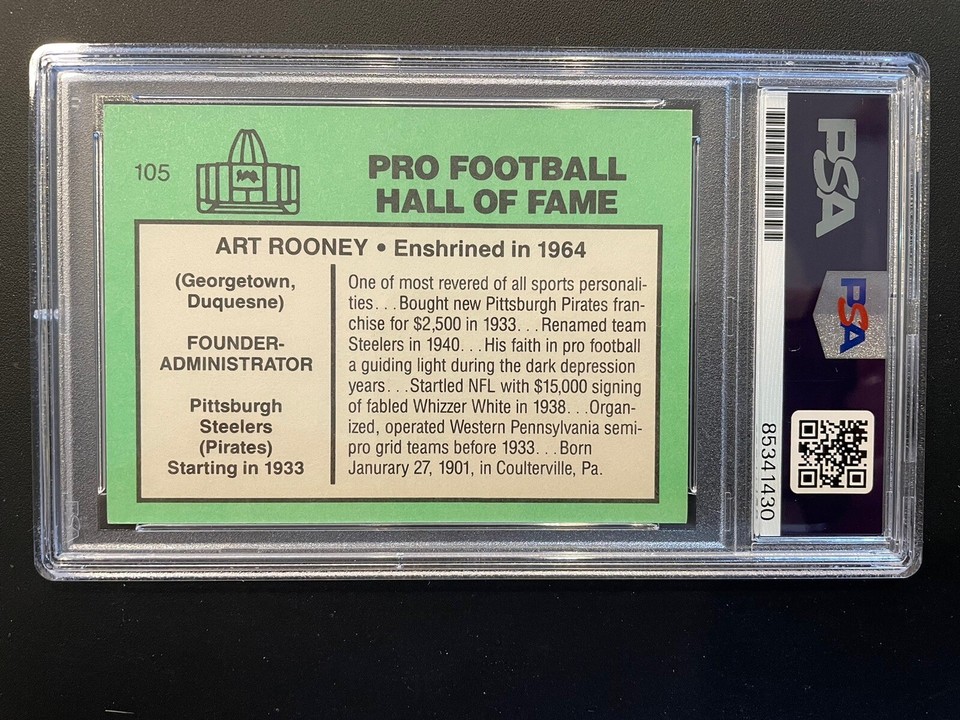 105
PRO FOOTBALL
HALL OF FAME
ART ROONEY • Enshrined in 1964
(Georgetown,
Duquesne)
FOUNDER-
ADMINISTRATOR
Pittsburgh
Steelers
(Pirates)
Starting in 1933
One of most revered of all sports personali-
ties. . .Bought new Pittsburgh Pirates fran-
chise for $2,500 in 1933. . .Renamed team
Steelers in 1940. . .His faith in pro football
a guiding light during the dark depression
years. . .Startled NFL with $15,000 signing
of fabled Whizzer White in 1938. . .Organ-
ized, operated Western Pennsylvania semi-
pro grid teams before 1933. . .Born
Janurary 27, 1901, in Coulterville, Pa.
PSA
PSA
85341430